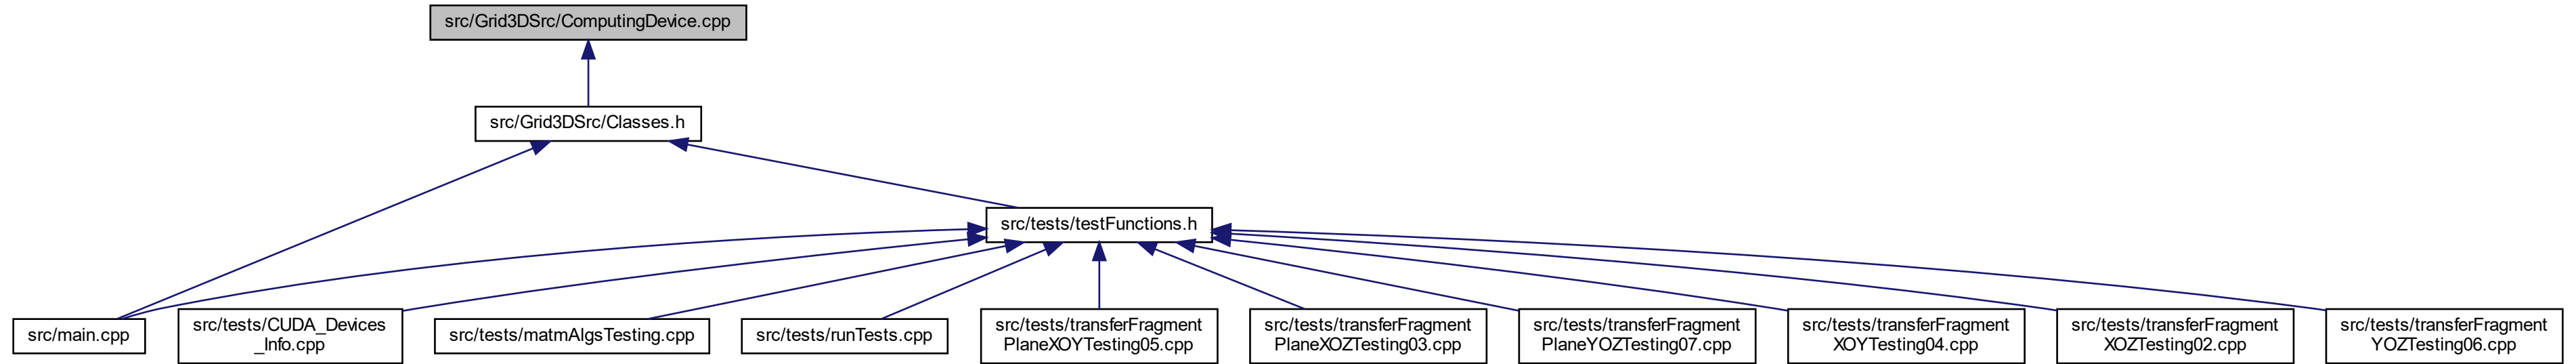 src/Grid3DSrc/ComputingDevice.cpp
src/Grid3DSrc/Classes.h
src/tests/testFunctions.h
src/main.cpp
src/tests/CUDA_Devices
_Info.cpp
src/tests/matmAlgsTesting.cpp
src/tests/runTests.cpp
src/tests/transferFragment
PlaneXOYTesting05.cpp
src/tests/transferFragment
PlaneXOZTesting03.cpp
src/tests/transferFragment
PlaneYOZTesting07.cpp
src/tests/transferFragment
XOYTesting04.cpp
src/tests/transferFragment
XOZTesting02.cpp
src/tests/transferFragment
YOZTesting06.cpp